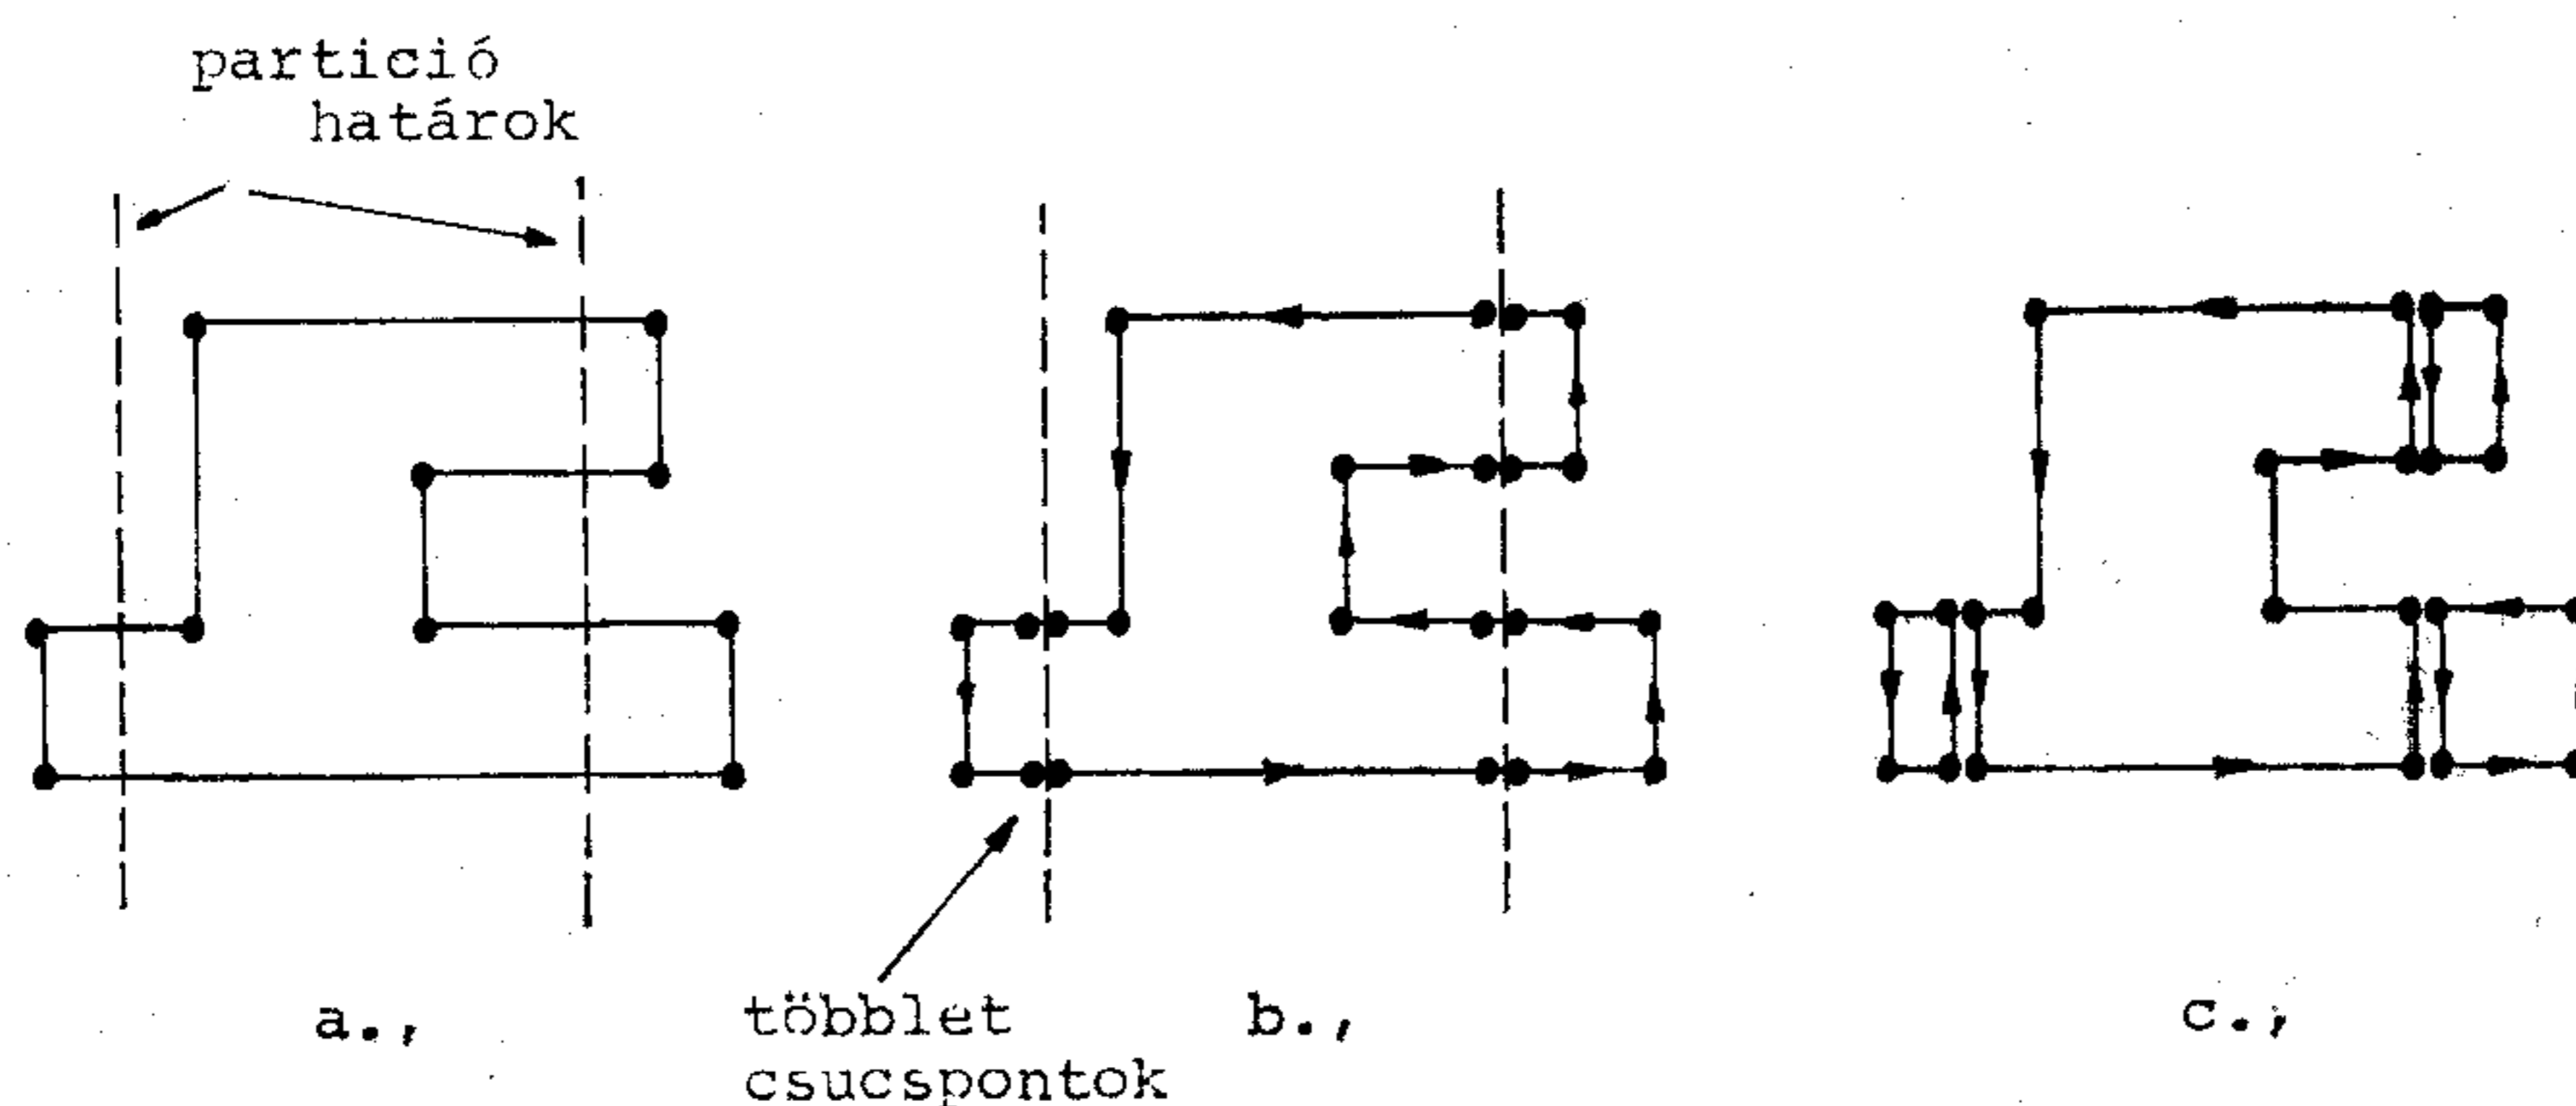 partició
határok
a.,
többlet
csucspontok
b.,
c.,